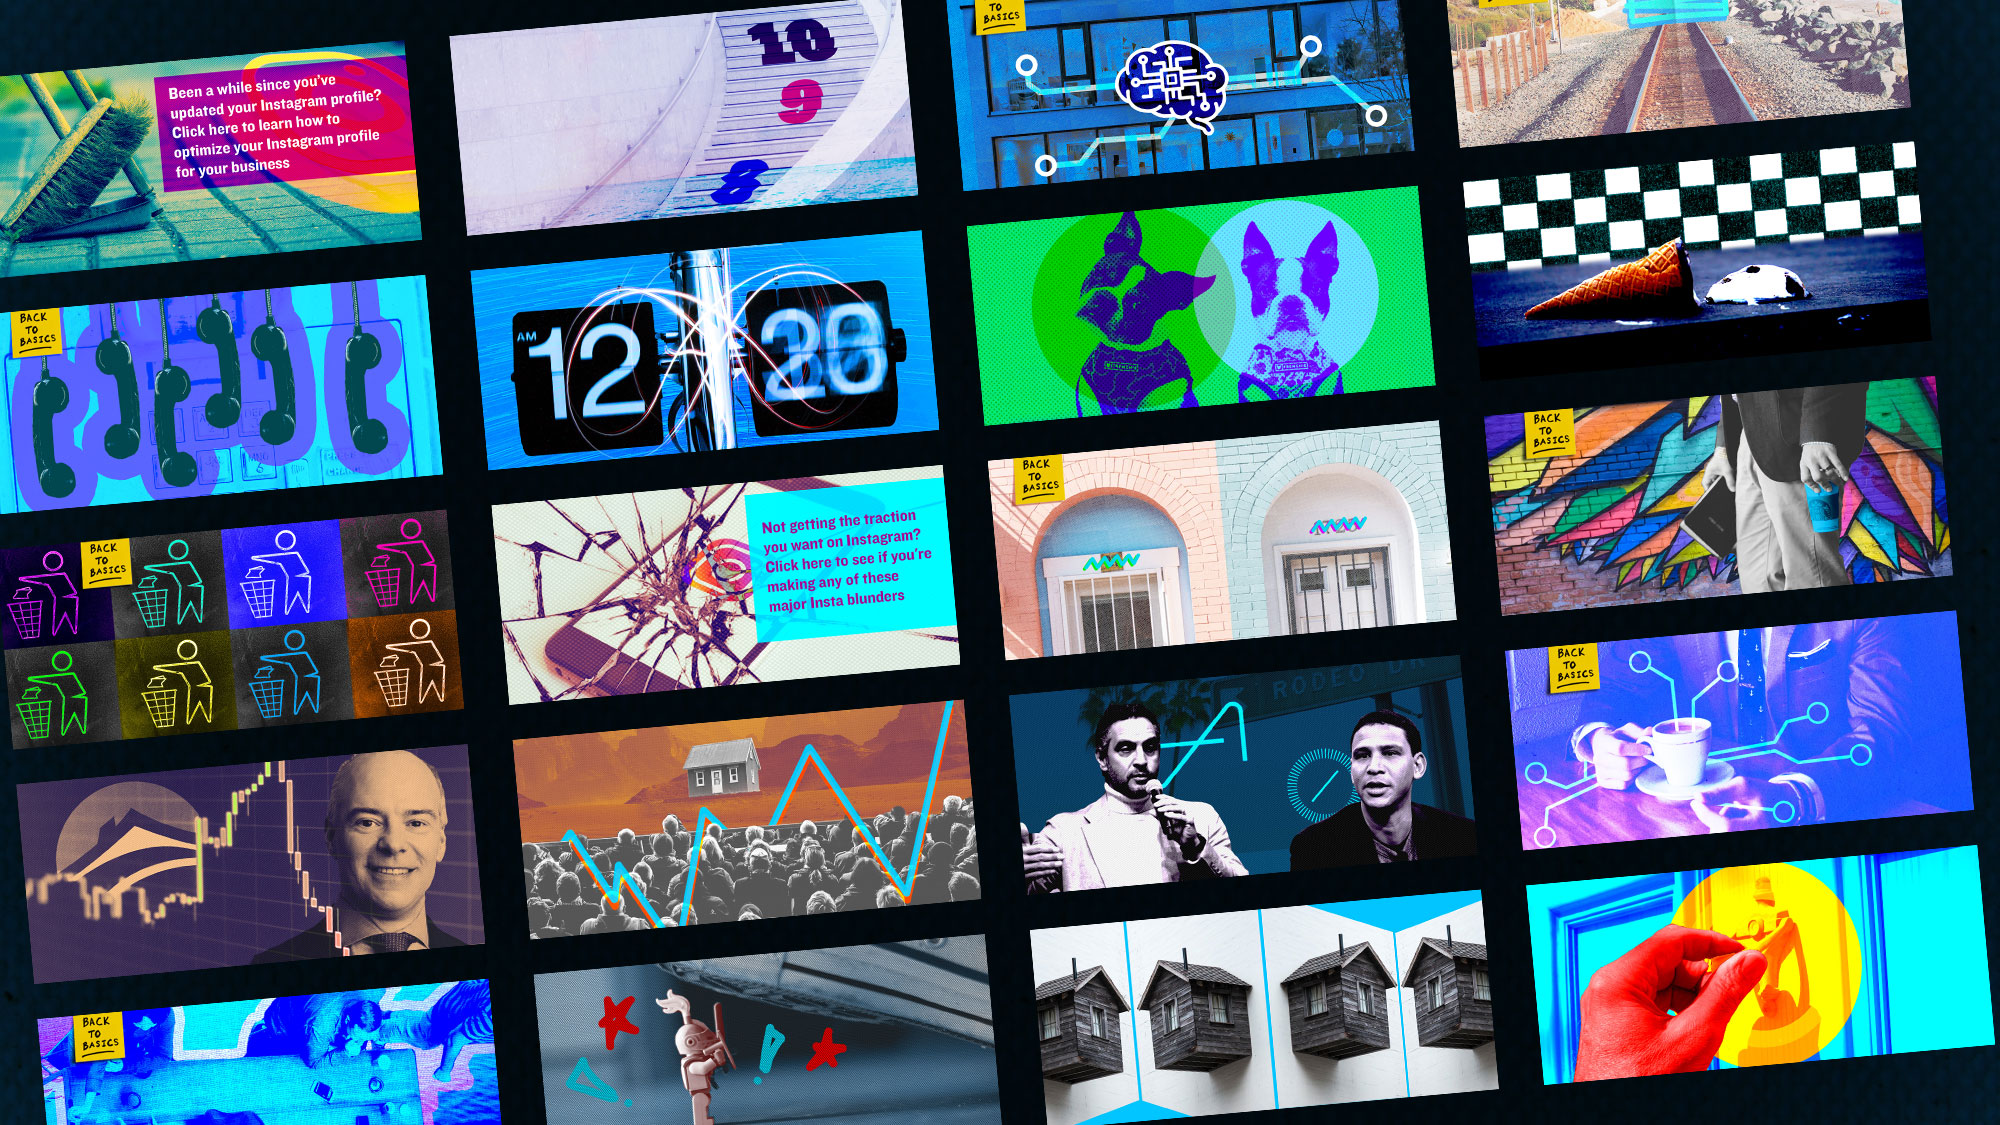 Been a while since you've
updated your Instagram profile?
Click here to learn how to
optimize your Instagram profile
for your business
10
9
8
TO
BASICS
BACK
TO
BASICS
AM
12
BACK
TO
BASICS
BACK
TO
BASICS
BACK
TO
BASICS
Not getting the traction
you want on Instagram?
Click here to see if you're
making any of these
major Insta blunders
RODEO DR
BACK
TO
BASICS
BACK
TO
BASICS